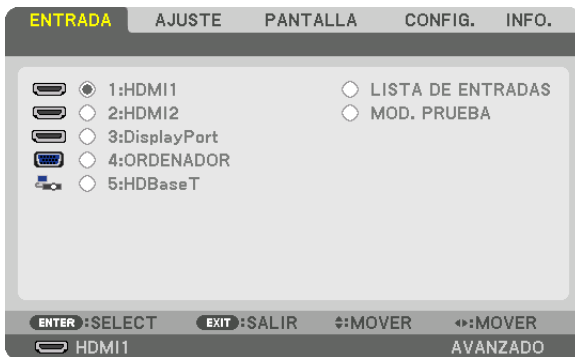 ENTRADA AJUSTE PANTALLA CONFIG. INFO.
1:HDMI1 LISTA DE ENTRADAS
2:HDMI2 MOD. PRUEBA
3:DisplayPort
4:ORDENADOR
5:HDBaseT
ENTER :SELECT EXIT :SALIR :MOVER :MOVER
HDMI1 AVANZADO